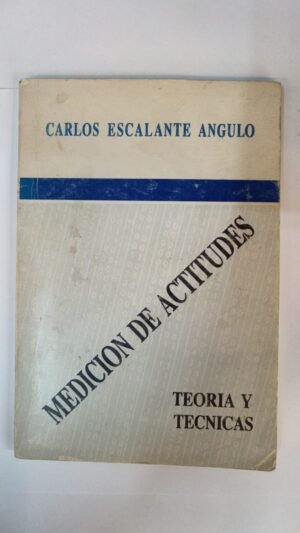 CARLOS ESCALANTE ANGULO
MEDICION DE ACTITUDES
TEORIA Y
TECNICAS